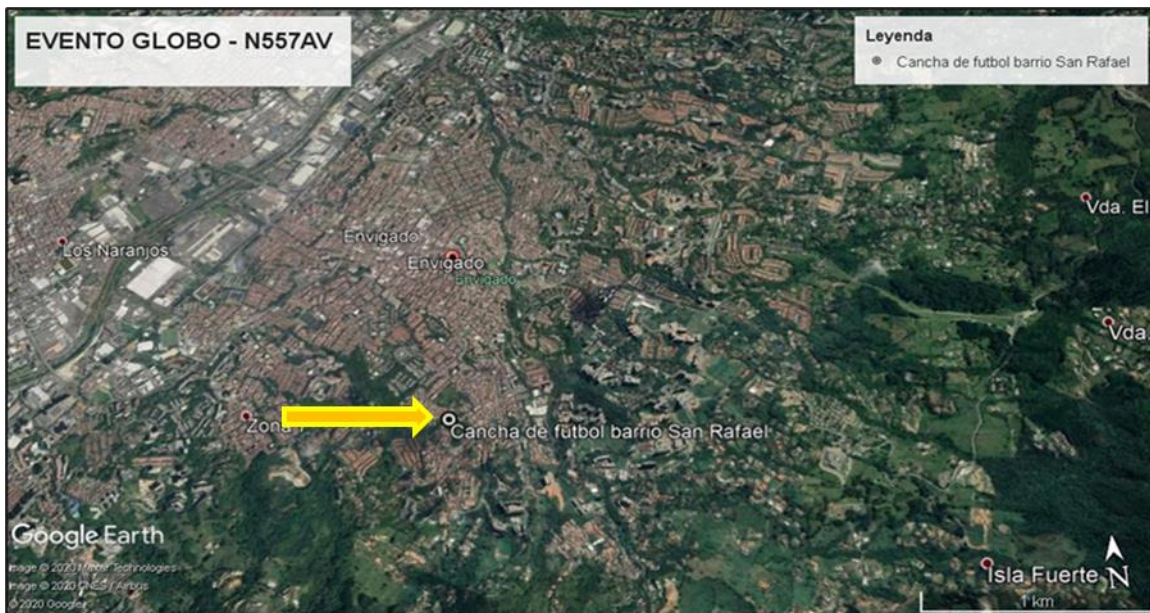 EVENTO GLOBO - N557AV
Leyenda
Cancha de futbol barrio San Rafael
Vda. El
Los Naranjos
Envigado
Envigado
Envigado
Vda.
Cancha de futbol barrio San Rafael
Google Earth
Image © 2020 Maxar Technologies
Image © 2020 CNES / Airbus
© 2020 Google
Isla Fuerte
N
1 km